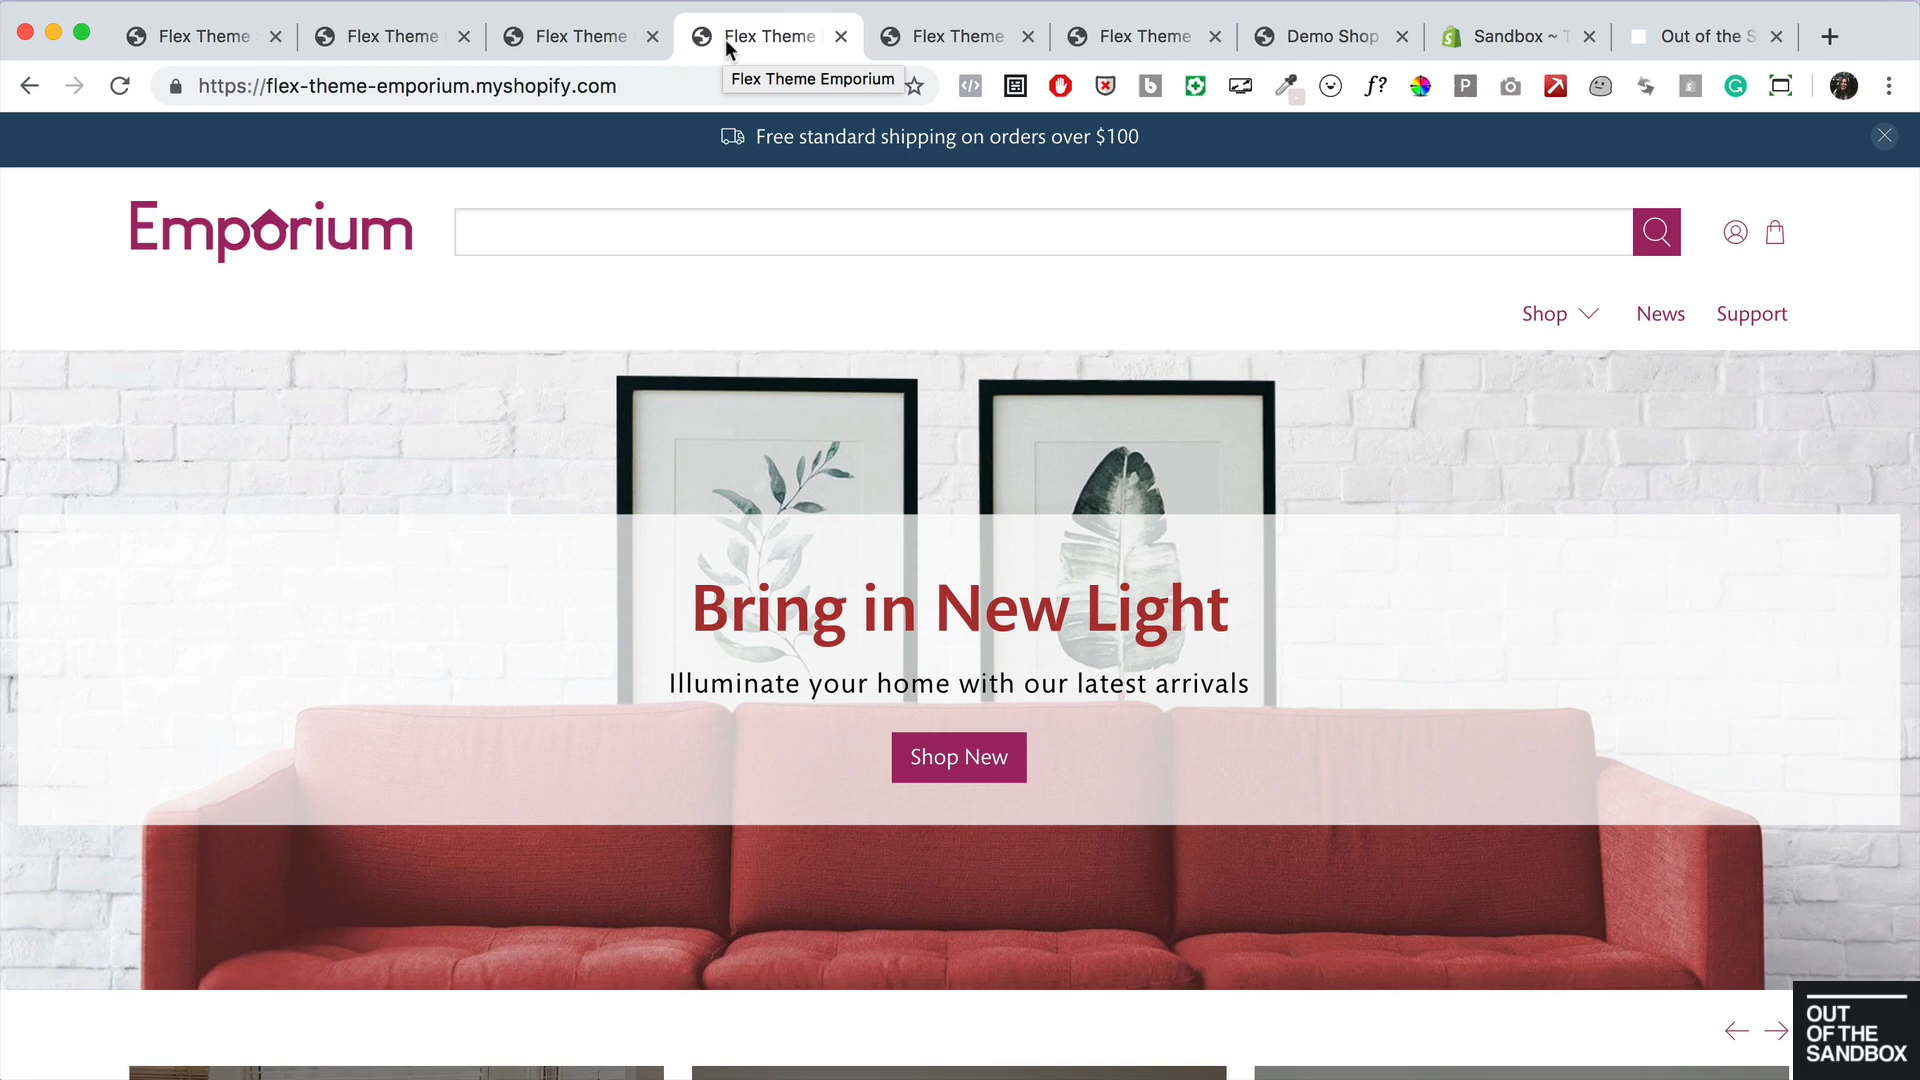 Flex Theme
Flex Theme
Flex Theme
Flex Theme
Flex Theme
Flex Theme
Demo Shop
Sandbox ~ T
Out of the S
https://flex-theme-emporium.myshopify.com
Flex Theme Emporium
Free standard shipping on orders over $100
Emporium
Shop
News
Support
Bring in New Light
Illuminate your home with our latest arrivals
Shop New
OUT
OF THE
SANDBOX